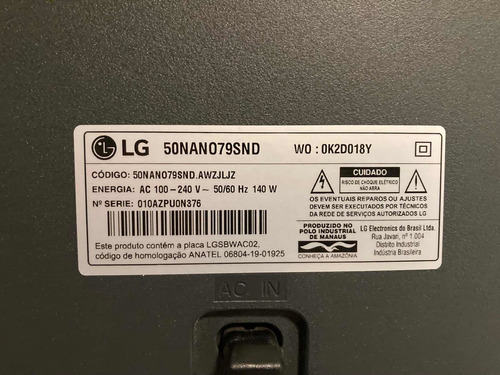 LG 50NANO79SND WO : 0K2D018Y
CÓDIGO: 50NANO79SND.AWZJLJZ
ENERGIA: AC 100 – 240 V ~ 50/60 Hz 140 W
Nº SERIE: 010AZPU0N376
Este produto contém a placa LGSBWAC02,
código de homologação ANATEL 06804-19-01925
CUIDADO
RISCO DE CHOQUE ELÉTRICO
NÃO ABRA
OS EVENTUAIS REPAROS OU AJUSTES
DEVEM SER EXECUTADOS POR TÉCNICOS
DA REDE DE SERVIÇOS AUTORIZADOS LG
PRODUZIDO NO
POLO INDUSTRIAL
DE MANAUS
CONHEÇA A AMAZÔNIA
LG Electronics do Brasil Ltda.
Rua Javari, nº 1.004
Distrito Industrial
Indústria Brasileira
AC IN